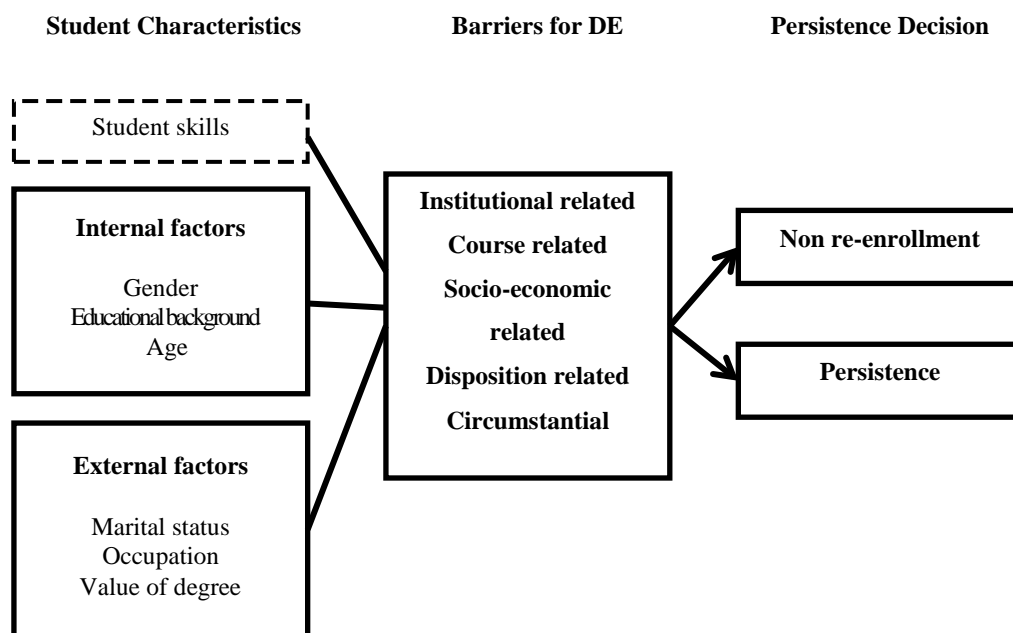 Student Characteristics
Barriers for DE
Persistence Decision
Student skills
Internal factors
Gender
Educational background
Age
External factors
Marital status
Occupation
Value of degree
Institutional related
Course related
Socio-economic
related
Disposition related
Circumstantial
Non re-enrollment
Persistence